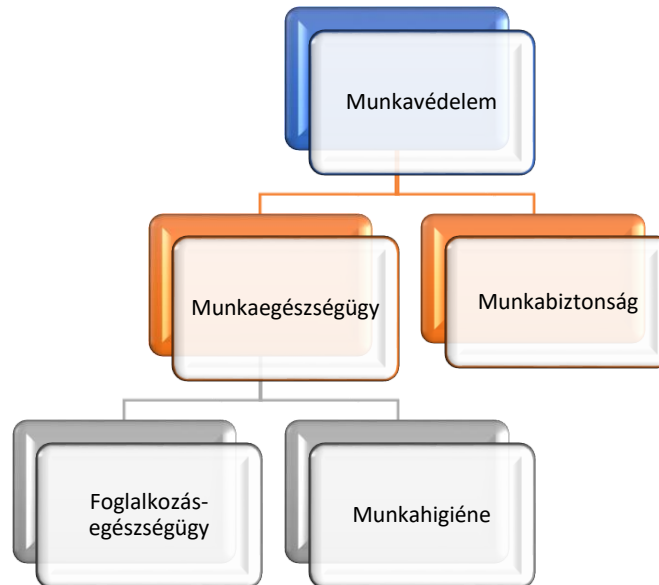 Munkavédelem
Munkaegészségügy
Munkabiztonság
Foglalkozás-
egészségügy
Munkahigiéne